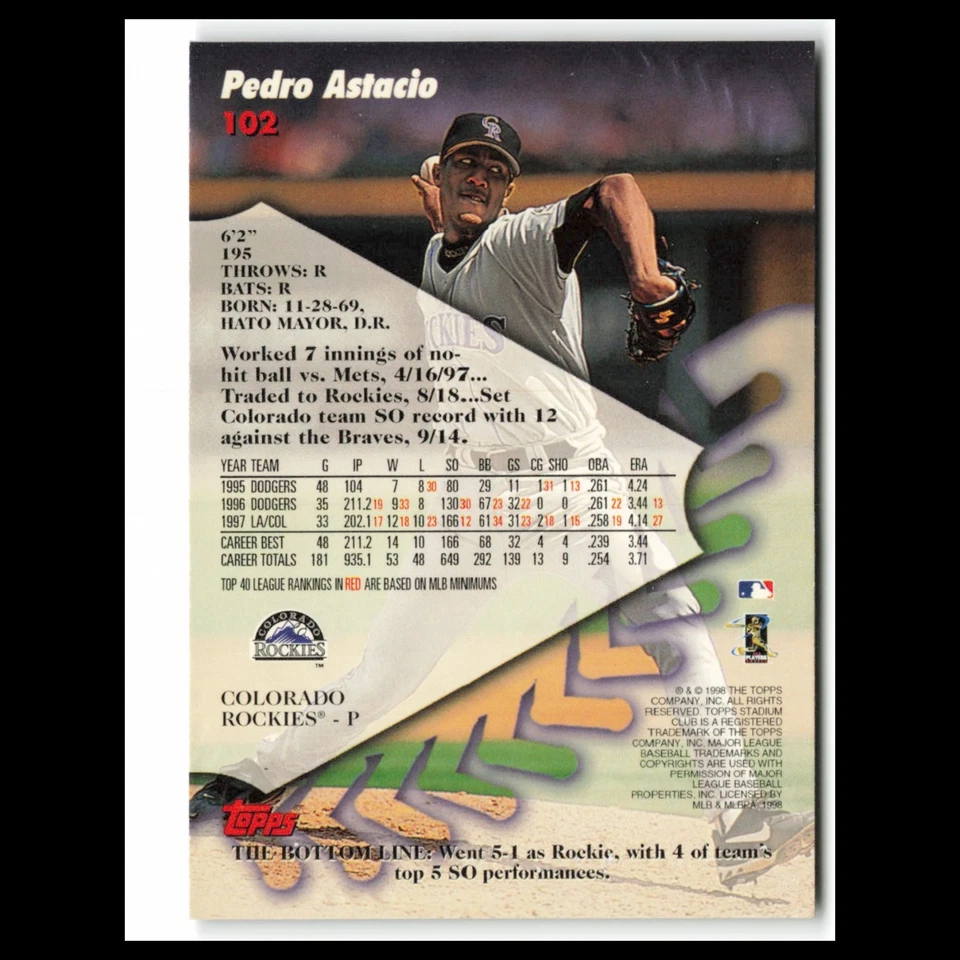 Pedro Astacio
102
CR
6'2"
195
THROWS: R
BATS: R
BORN: 11-28-69,
HATO MAYOR, D.R.
Worked 7 innings of no-
hit ball vs. Mets, 4/16/97...
Traded to Rockies, 8/18...Set
Colorado team SO record with 12
against the Braves, 9/14.
YEAR TEAM G IP W L SO BB GS CG SHO OBA ERA
1995 DODGERS 48 104 7 8 30 80 29 11 1 31 1 13 .261 4.24
1996 DODGERS 35 211.2 19 9 33 8 130 30 67 23 32 22 0 0 .261 22 3.44 13
1997 LA/COL 33 202.1 17 12 18 10 23 166 12 61 34 31 23 2 18 1 15 .258 19 4.14 27
CAREER BEST 48 211.2 14 10 166 68 32 4 4 .239 3.44
CAREER TOTALS 181 935.1 53 48 649 292 139 13 9 .254 3.71
TOP 40 LEAGUE RANKINGS IN RED ARE BASED ON MLB MINIMUMS
COLORADO
ROCKIES
™
COLORADO
ROCKIES® - P
® & © 1998 THE TOPPS
COMPANY, INC. ALL RIGHTS
RESERVED. TOPPS STADIUM
CLUB IS A REGISTERED
TRADEMARK OF THE TOPPS
COMPANY, INC. MAJOR LEAGUE
BASEBALL TRADEMARKS AND
COPYRIGHTS ARE USED WITH
PERMISSION OF MAJOR
LEAGUE BASEBALL
PROPERTIES, INC. LICENSED BY
MLB & MLBPA 1998
TOPPS
THE BOTTOM LINE: Went 5-1 as Rockie, with 4 of team's
top 5 SO performances.